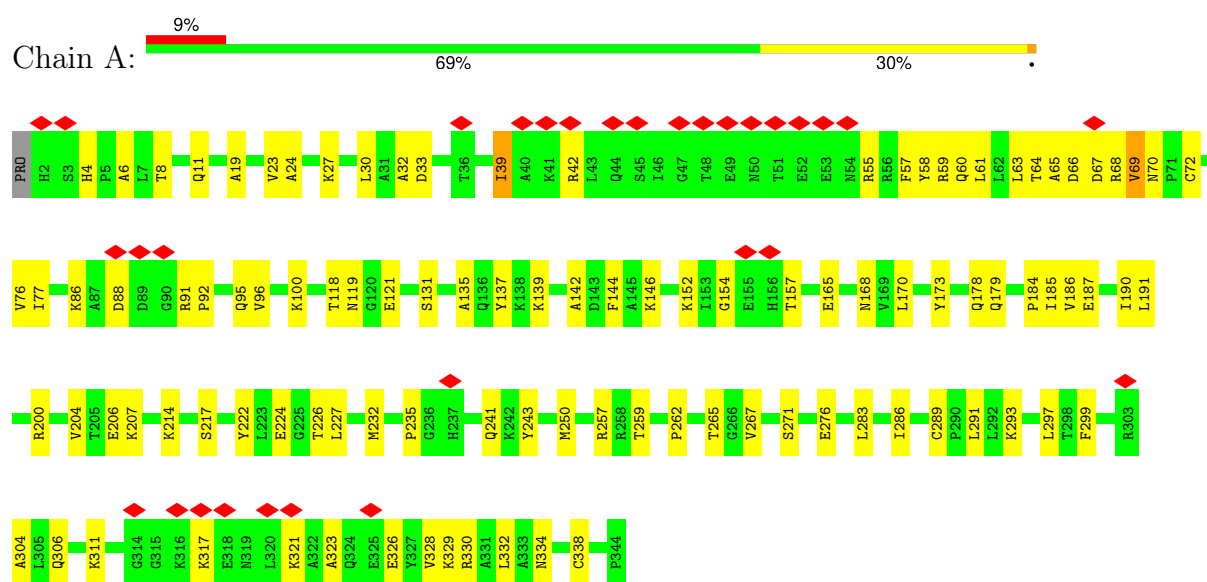 9%
Chain A:
69% 30% •
PRO H2 S3 H4 P5 A6 L7 T8 Q11 A19 V23 A24 K27 L30 A31 A32 D33 T36 I39 A40 K41 R42 L43 Q44 S45 I46 G47 T48 E49 N50 T51 E52 E53 N54 R55 R56 F57 Y58 R59 Q60 L61 L62 L63 T64 A65 D66 D67 R68 V69 N70 P71 C72
V76 I77 K86 A87 D88 D89 G90 R91 P92 Q95 V96 K100 T118 N119 G120 E121 S131 A135 Q136 Y137 K138 K139 A142 D143 F144 A145 K146 K152 I153 G154 E155 H156 T157 E165 N168 V169 L170 Y173 Q178 Q179 P184 I185 V186 E187 I190 L191
R200 V204 T205 E206 K207 K214 S217 Y222 L223 E224 G225 T226 L227 M232 P235 G236 H237 Q241 K242 Y243 M250 R257 R258 T259 P262 T265 G266 V267 S271 E276 L283 I286 C289 P290 L291 L292 K293 L297 T298 F299 R303
A304 L305 Q306 K311 G314 G315 K316 K317 E318 N319 L320 K321 A322 A323 Q324 E325 E326 Y327 V328 K329 R330 A331 L332 A333 N334 C338 P344